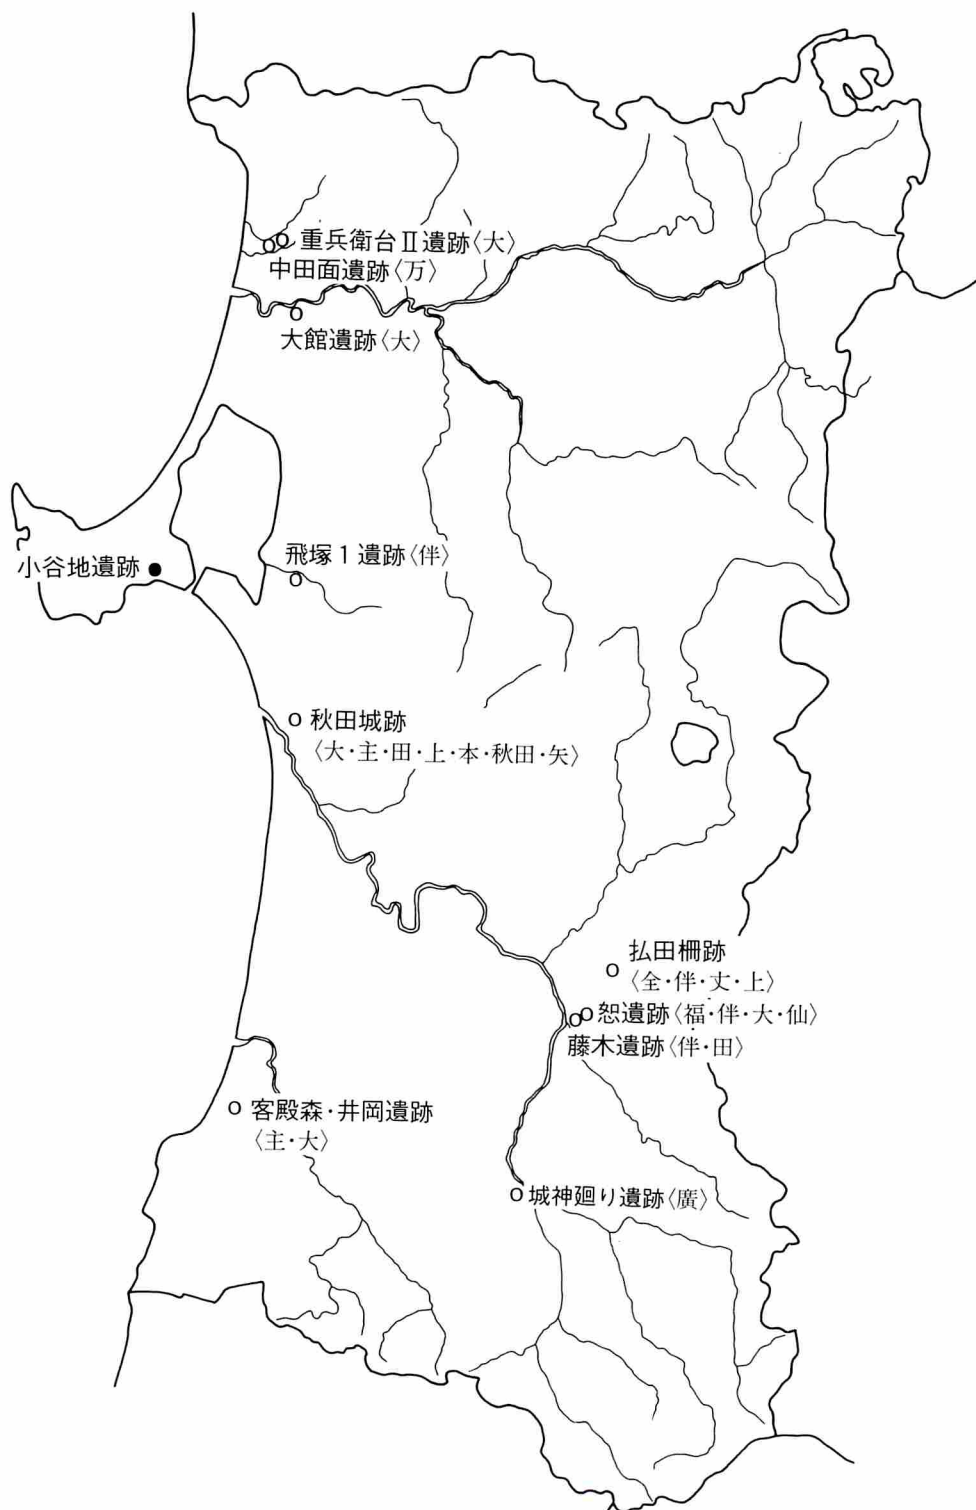 重兵衛台Ⅱ遺跡〈大〉
中田面遺跡〈万〉
大館遺跡〈大〉
飛塚1遺跡〈伴〉
小谷地遺跡
秋田城跡
〈大・主・田・上・本・秋田・矢〉
払田柵跡
〈全・伴・丈・上〉
恕遺跡〈福・伴・大・仙〉
藤木遺跡〈伴・田〉
客殿森・井岡遺跡
〈主・大〉
城神廻り遺跡〈廣〉